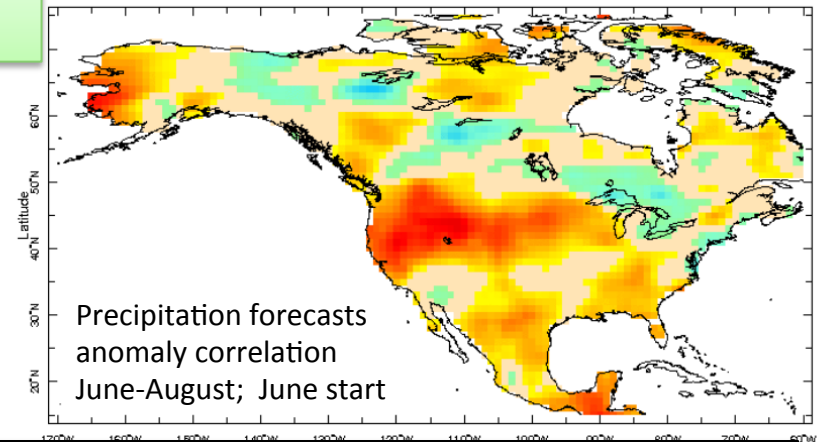 60°N
50°N
40°N
30°N
20°N
Latitude
Precipitation forecasts
anomaly correlation
June-August;  June start